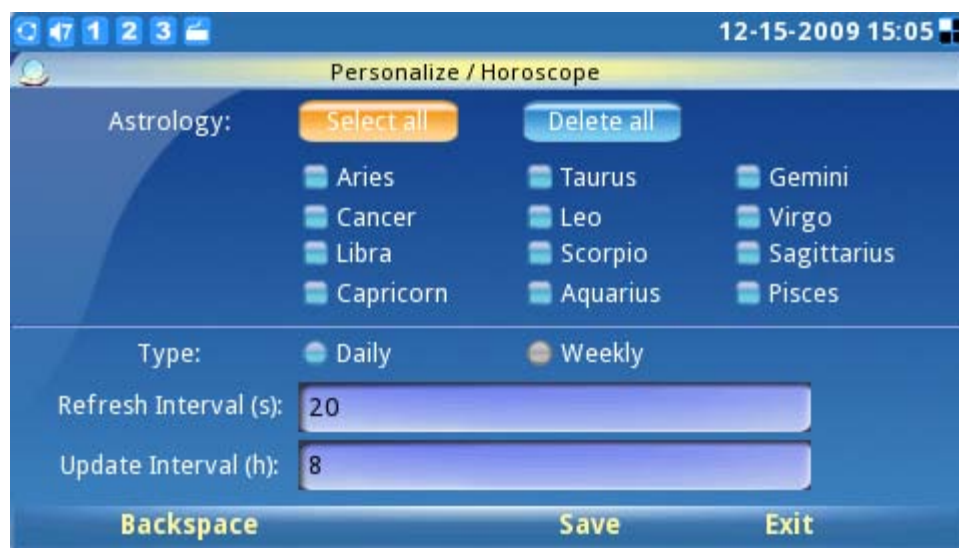 7 1 2 3 12-15-2009 15:05
Personalize / Horoscope
Astrology: Select all Delete all
Aries Taurus Gemini
Cancer Leo Virgo
Libra Scorpio Sagittarius
Capricorn Aquarius Pisces
Type: Daily Weekly
Refresh Interval (s): 20
Update Interval (h): 8
Backspace Save Exit